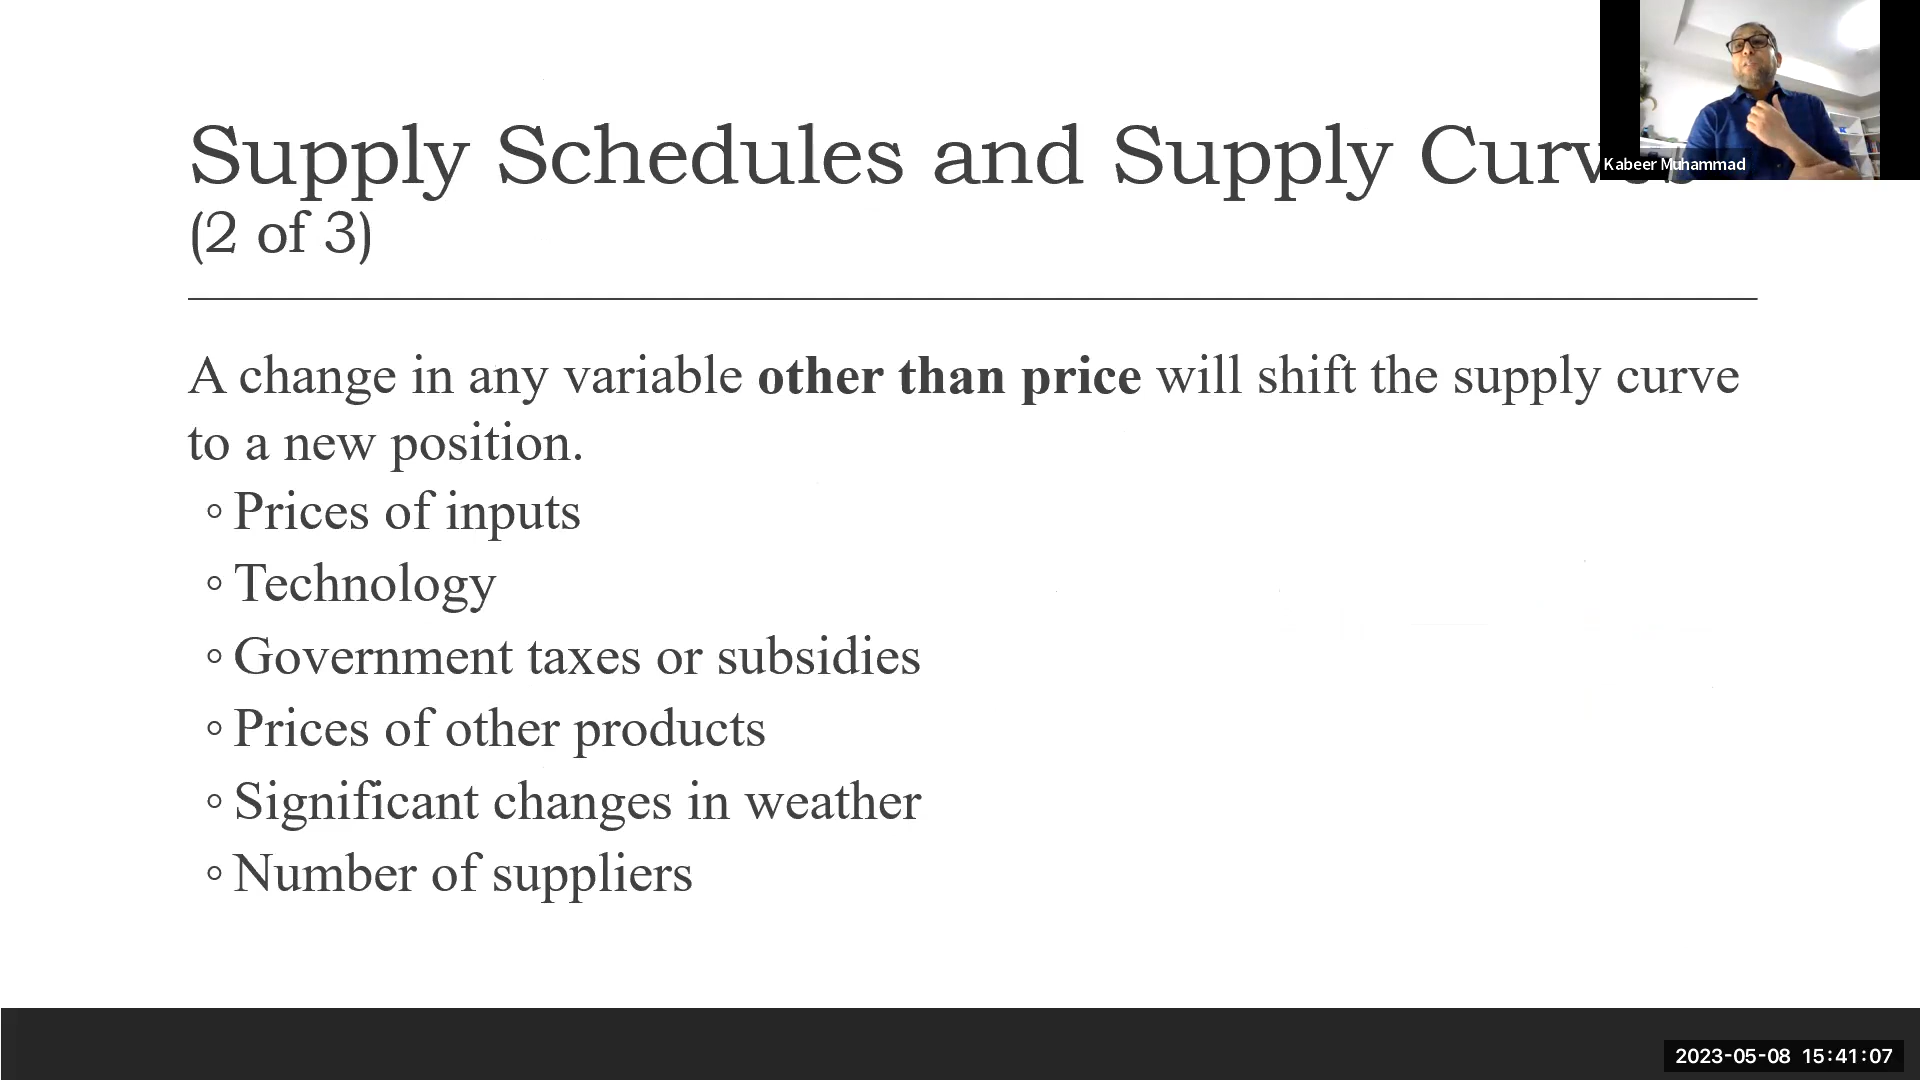 Supply Schedules and Supply Curves
(2 of 3)
Kabeer Muhammad
A change in any variable other than price will shift the supply curve
to a new position.
◦ Prices of inputs
◦ Technology
◦ Government taxes or subsidies
◦ Prices of other products
◦ Significant changes in weather
◦ Number of suppliers
2023-05-08 15:41:07